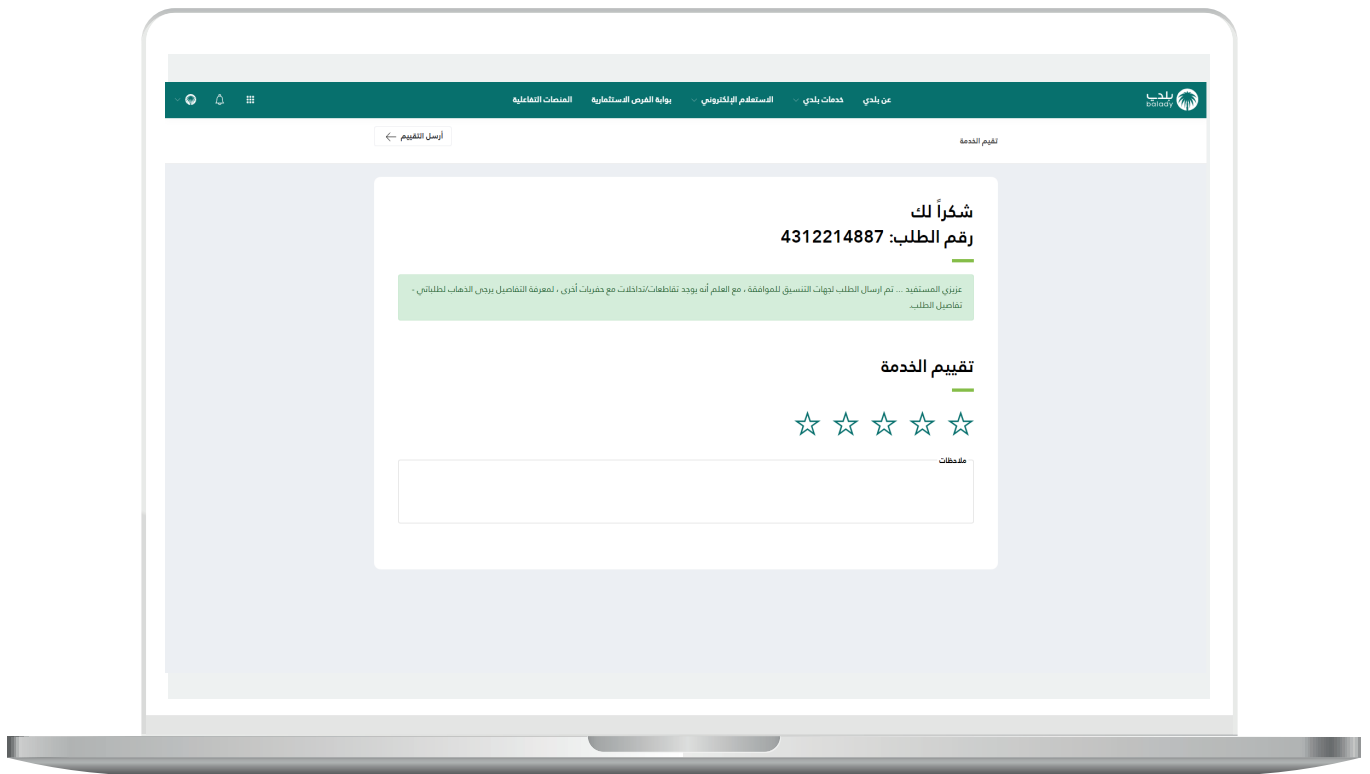 بلدي
balady
عن بلدي
خدمات بلدي
الاستعلام الإلكتروني
بوابة الفرص الاستثمارية
المنصات التفاعلية
تقيم الخدمة
أرسل التقييم
شكراً لك
رقم الطلب: 4312214887
عزيزي المستفيد ... تم ارسال الطلب لجهات التنسيق للموافقة ، مع العلم أنه يوجد تقاطعات/تداخلات مع حفريات أخرى ، لمعرفة التفاصيل يرجى الذهاب لطلباتي -
تفاصيل الطلب.
تقييم الخدمة
ملاحظات